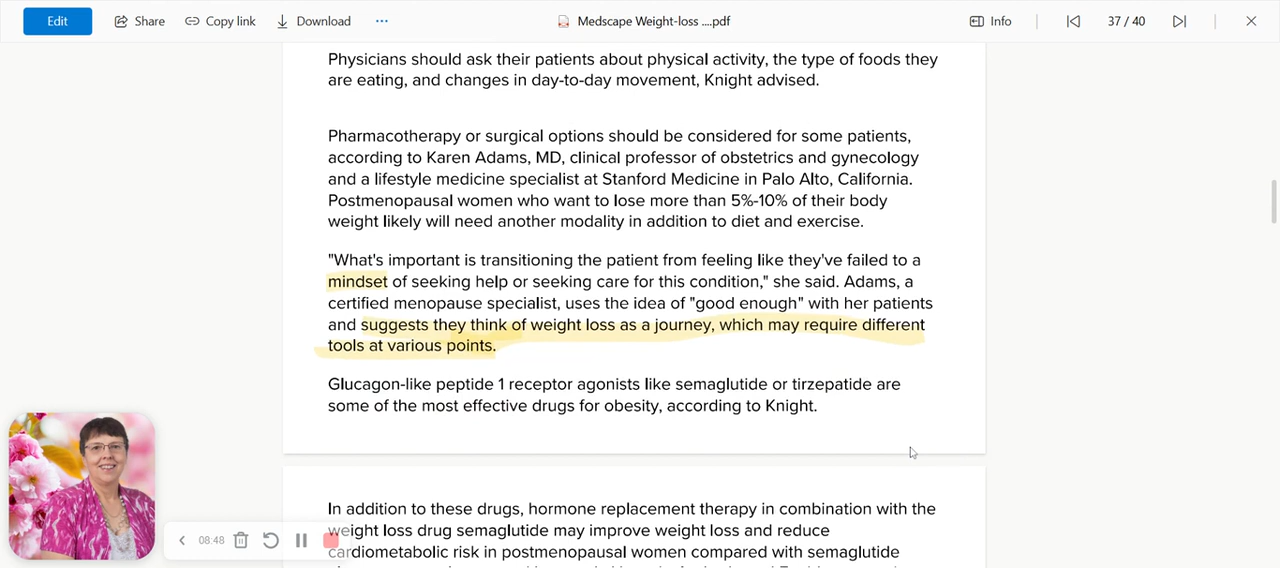 Edit Share Copy link Download ... Medscape Weight-loss ....pdf Info 37 / 40
Physicians should ask their patients about physical activity, the type of foods they
are eating, and changes in day-to-day movement, Knight advised.
Pharmacotherapy or surgical options should be considered for some patients,
according to Karen Adams, MD, clinical professor of obstetrics and gynecology
and a lifestyle medicine specialist at Stanford Medicine in Palo Alto, California.
Postmenopausal women who want to lose more than 5%-10% of their body
weight likely will need another modality in addition to diet and exercise.
"What's important is transitioning the patient from feeling like they've failed to a
mindset of seeking help or seeking care for this condition," she said. Adams, a
certified menopause specialist, uses the idea of "good enough" with her patients
and suggests they think of weight loss as a journey, which may require different
tools at various points.
Glucagon-like peptide 1 receptor agonists like semaglutide or tirzepatide are
some of the most effective drugs for obesity, according to Knight.
In addition to these drugs, hormone replacement therapy in combination with the
weight loss drug semaglutide may improve weight loss and reduce
cardiometabolic risk in postmenopausal women compared with semaglutide
08:48